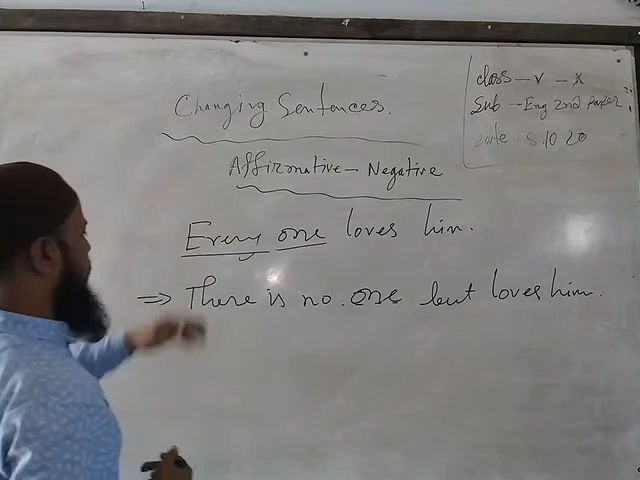 Changing Sentences.
class - V - X
Sub - Eng 2nd Paper
Date 8.10 20
Affirmative - Negative
Every one loves him.
⇒ There is no one but loves him.